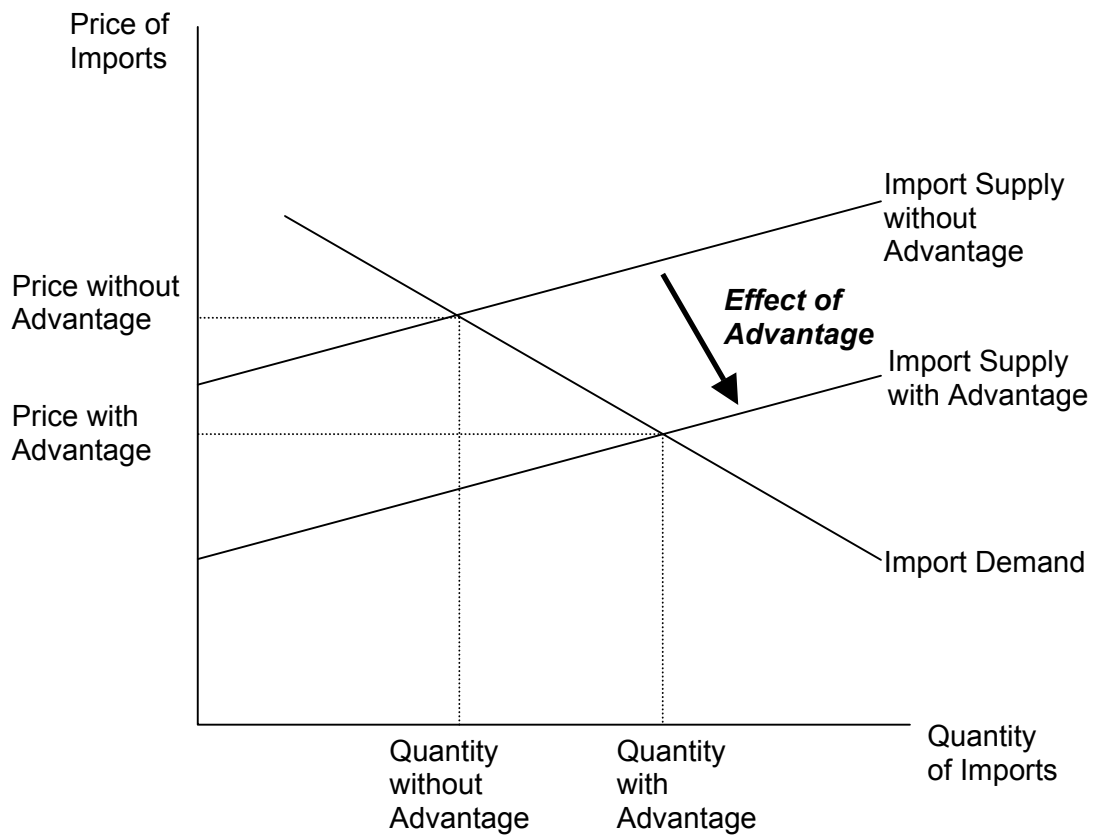 Price of
Imports
Import Supply
without
Advantage
Price without
Advantage
Effect of
Advantage
Import Supply
with Advantage
Price with
Advantage
Import Demand
Quantity
without
Advantage
Quantity
with
Advantage
Quantity
of Imports